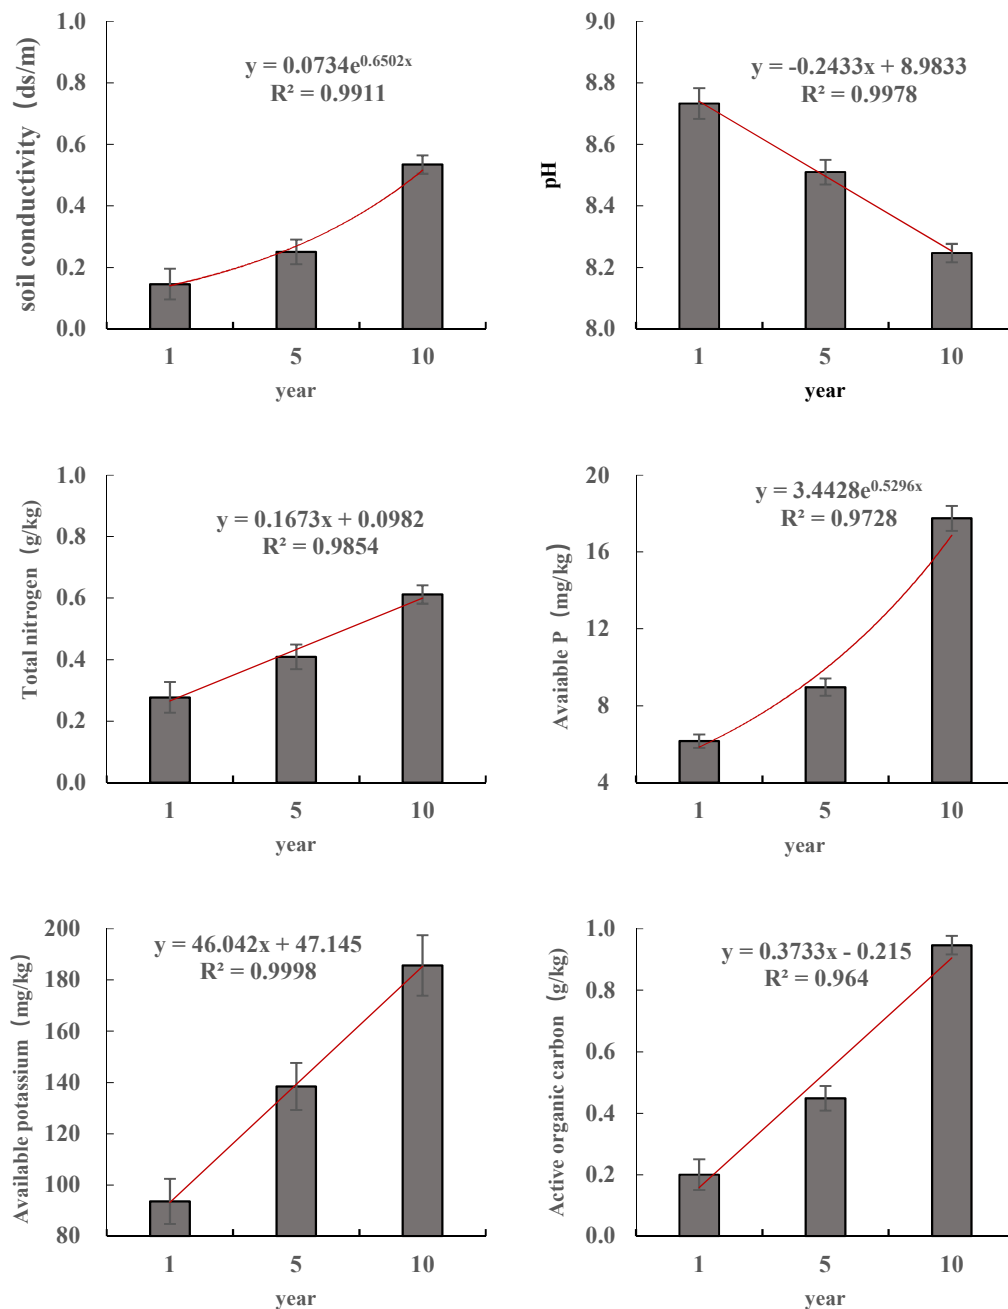 1.0
0.8
0.6
0.4
0.2
0.0
soil conductivity (ds/m)
y = 0.0734e^0.6502x
R² = 0.9911
1 5 10
year
9.0
8.8
8.6
8.4
8.2
8.0
pH
y = -0.2433x + 8.9833
R² = 0.9978
1 5 10
year
1.0
0.8
0.6
0.4
0.2
0.0
Total nitrogen (g/kg)
y = 0.1673x + 0.0982
R² = 0.9854
1 5 10
year
20
16
12
8
4
Avaiable P (mg/kg)
y = 3.4428e^0.5296x
R² = 0.9728
1 5 10
year
200
180
160
140
120
100
80
Available potassium (mg/kg)
y = 46.042x + 47.145
R² = 0.9998
1 5 10
year
1.0
0.8
0.6
0.4
0.2
0.0
Active organic carbon (g/kg)
y = 0.3733x - 0.215
R² = 0.964
1 5 10
year